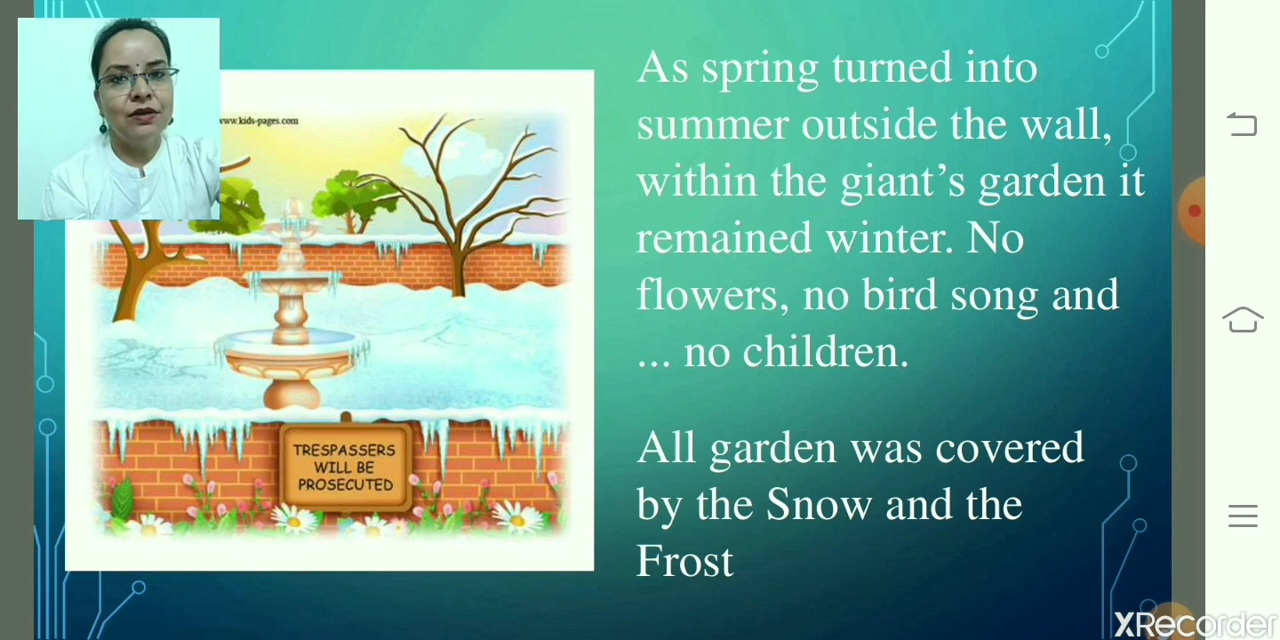 www.kids-pages.com
TRESPASSERS
WILL BE
PROSECUTED
As spring turned into
summer outside the wall,
within the giant’s garden it
remained winter. No
flowers, no bird song and
... no children.
All garden was covered
by the Snow and the
Frost
XRecorder